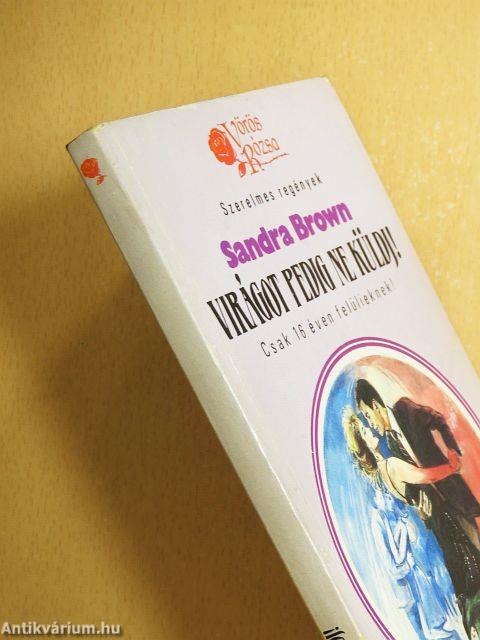 Vörös
Rózsa
Szerelmes regények
Sandra Brown
VIRÁGOT PEDIG NE KÜLDJ!
Csak 16 éven felülieknek!
Antikvárium.hu